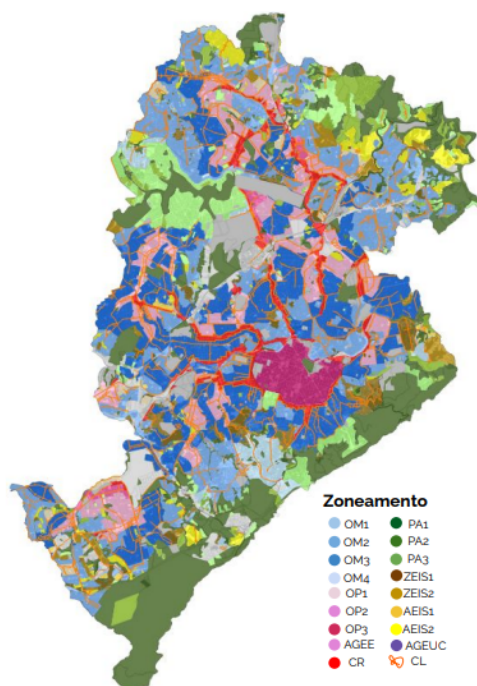 Zoneamento
OM1
OM2
OM3
OM4
OP1
OP2
OP3
AGEE
CR
PA1
PA2
PA3
ZEIS1
ZEIS2
AEIS1
AEIS2
AGEUC
CL